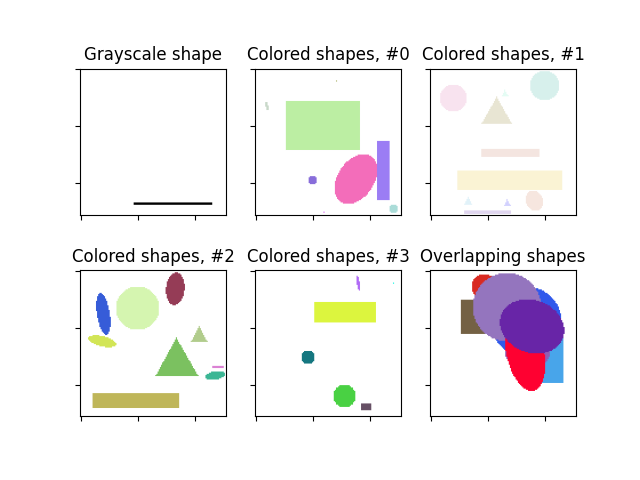 Grayscale shape
Colored shapes, #0
Colored shapes, #1
Colored shapes, #2
Colored shapes, #3
Overlapping shapes